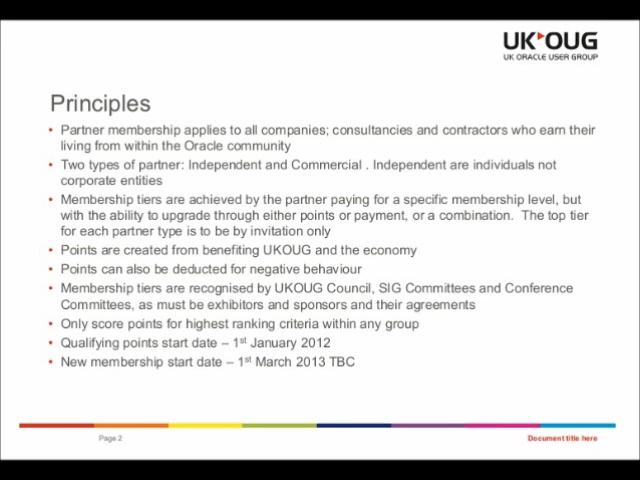 UK OUG
UK ORACLE USER GROUP
Principles
• Partner membership applies to all companies; consultancies and contractors who earn their
living from within the Oracle community
• Two types of partner: Independent and Commercial . Independent are individuals not
corporate entities
• Membership tiers are achieved by the partner paying for a specific membership level, but
with the ability to upgrade through either points or payment, or a combination. The top tier
for each partner type is to be by invitation only
• Points are created from benefiting UKOUG and the economy
• Points can also be deducted for negative behaviour
• Membership tiers are recognised by UKOUG Council, SIG Committees and Conference
Committees, as must be exhibitors and sponsors and their agreements
• Only score points for highest ranking criteria within any group
• Qualifying points start date – 1st January 2012
• New membership start date – 1st March 2013 TBC
Page 2
Document title here